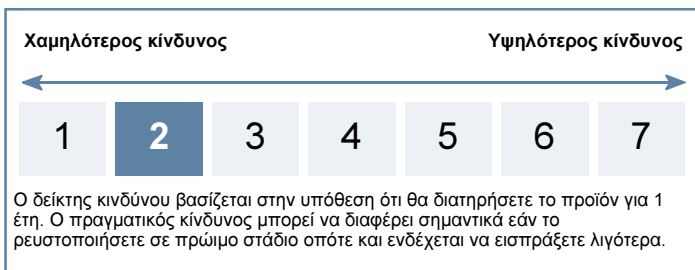 Χαμηλότερος κίνδυνος Υψηλότερος κίνδυνος
1 2 3 4 5 6 7
Ο δείκτης κινδύνου βασίζεται στην υπόθεση ότι θα διατηρήσετε το προϊόν για 1
έτη. Ο πραγματικός κίνδυνος μπορεί να διαφέρει σημαντικά εάν το
ρευστοποιήσετε σε πρώιμο στάδιο οπότε και ενδέχεται να εισπράξετε λιγότερα.